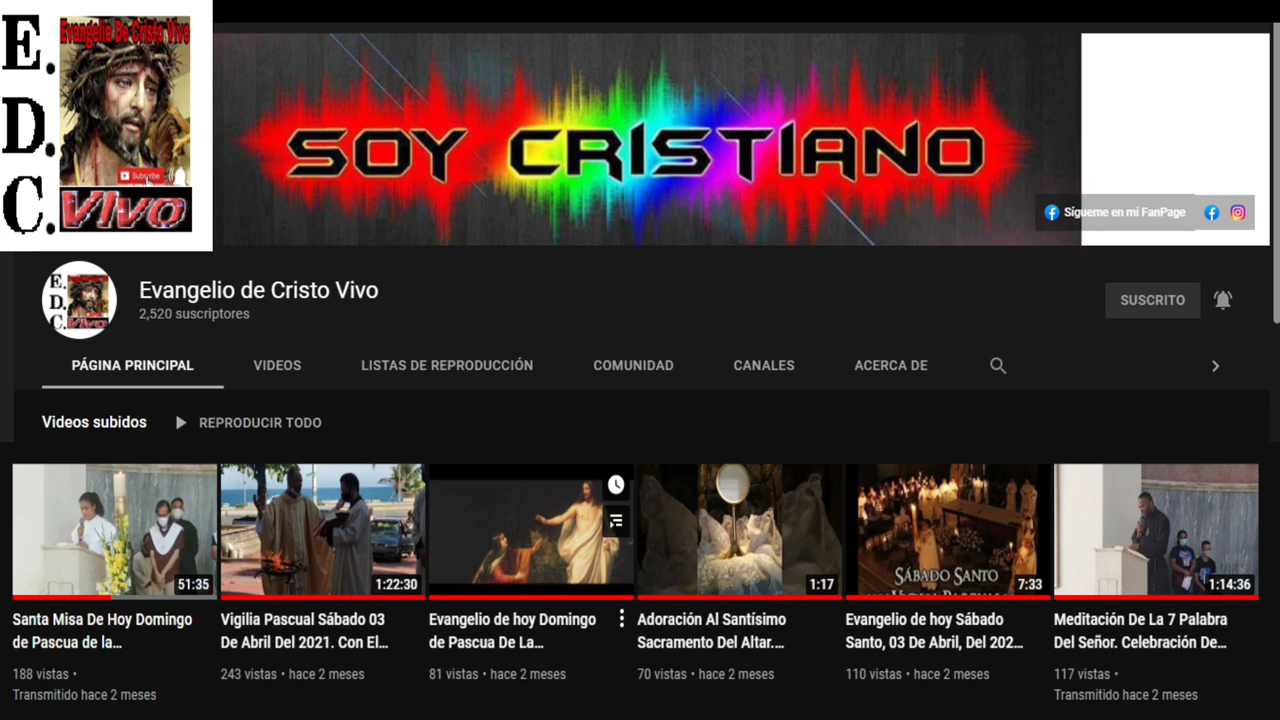 E.
D.
C.
Evangelio De Cristo Vivo
Subscribe
Vivo
SOY CRISTIANO
Sígueme en mi FanPage
E.
D.
C.
Vivo
Evangelio de Cristo Vivo
2,520 suscriptores
SUSCRITO
PÁGINA PRINCIPAL
VIDEOS
LISTAS DE REPRODUCCIÓN
COMUNIDAD
CANALES
ACERCA DE
Videos subidos
REPRODUCIR TODO
51:35
Santa Misa De Hoy Domingo
de Pascua de la...
188 vistas •
Transmitido hace 2 meses
1:22:30
Vigilia Pascual Sábado 03
De Abril Del 2021. Con El...
243 vistas • hace 2 meses
Evangelio de hoy Domingo
de Pascua De La...
81 vistas • hace 2 meses
1:17
Adoración Al Santísimo
Sacramento Del Altar....
70 vistas • hace 2 meses
SÁBADO SANTO
7:33
Evangelio de hoy Sábado
Santo, 03 De Abril, Del 202...
110 vistas • hace 2 meses
1:14:36
Meditación De La 7 Palabra
Del Señor. Celebración De...
117 vistas •
Transmitido hace 2 meses